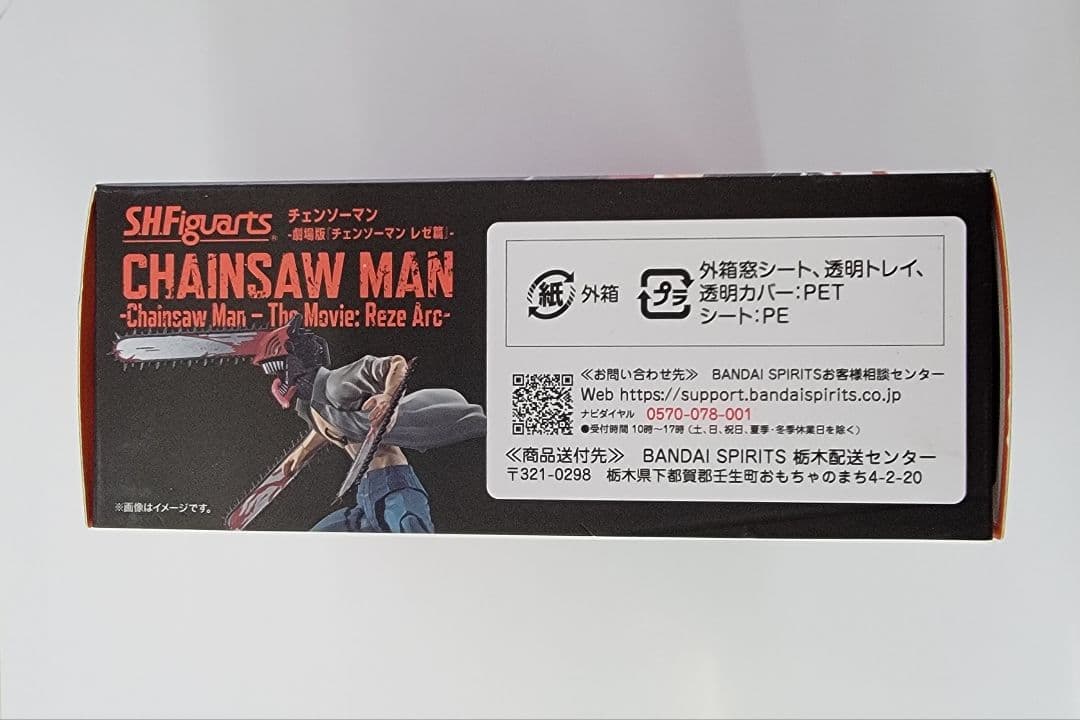 S.H.Figuarts®
チェンソーマン
-劇場版『チェンソーマン レゼ篇』-
CHAINSAW MAN
-Chainsaw Man – The Movie: Reze Arc-
※画像はイメージです。
紙 外箱
プラ 外箱窓シート、透明トレイ、
透明カバー:PET
シート:PE
≪お問い合わせ先≫ BANDAI SPIRITSお客様相談センター
Web https://support.bandaispirits.co.jp
ナビダイヤル 0570-078-001
●受付時間 10時～17時(土、日、祝日、夏季・冬季休業日を除く)
≪商品送付先≫ BANDAI SPIRITS 栃木配送センター
〒321-0298 栃木県下都賀郡壬生町おもちゃのまち4-2-20